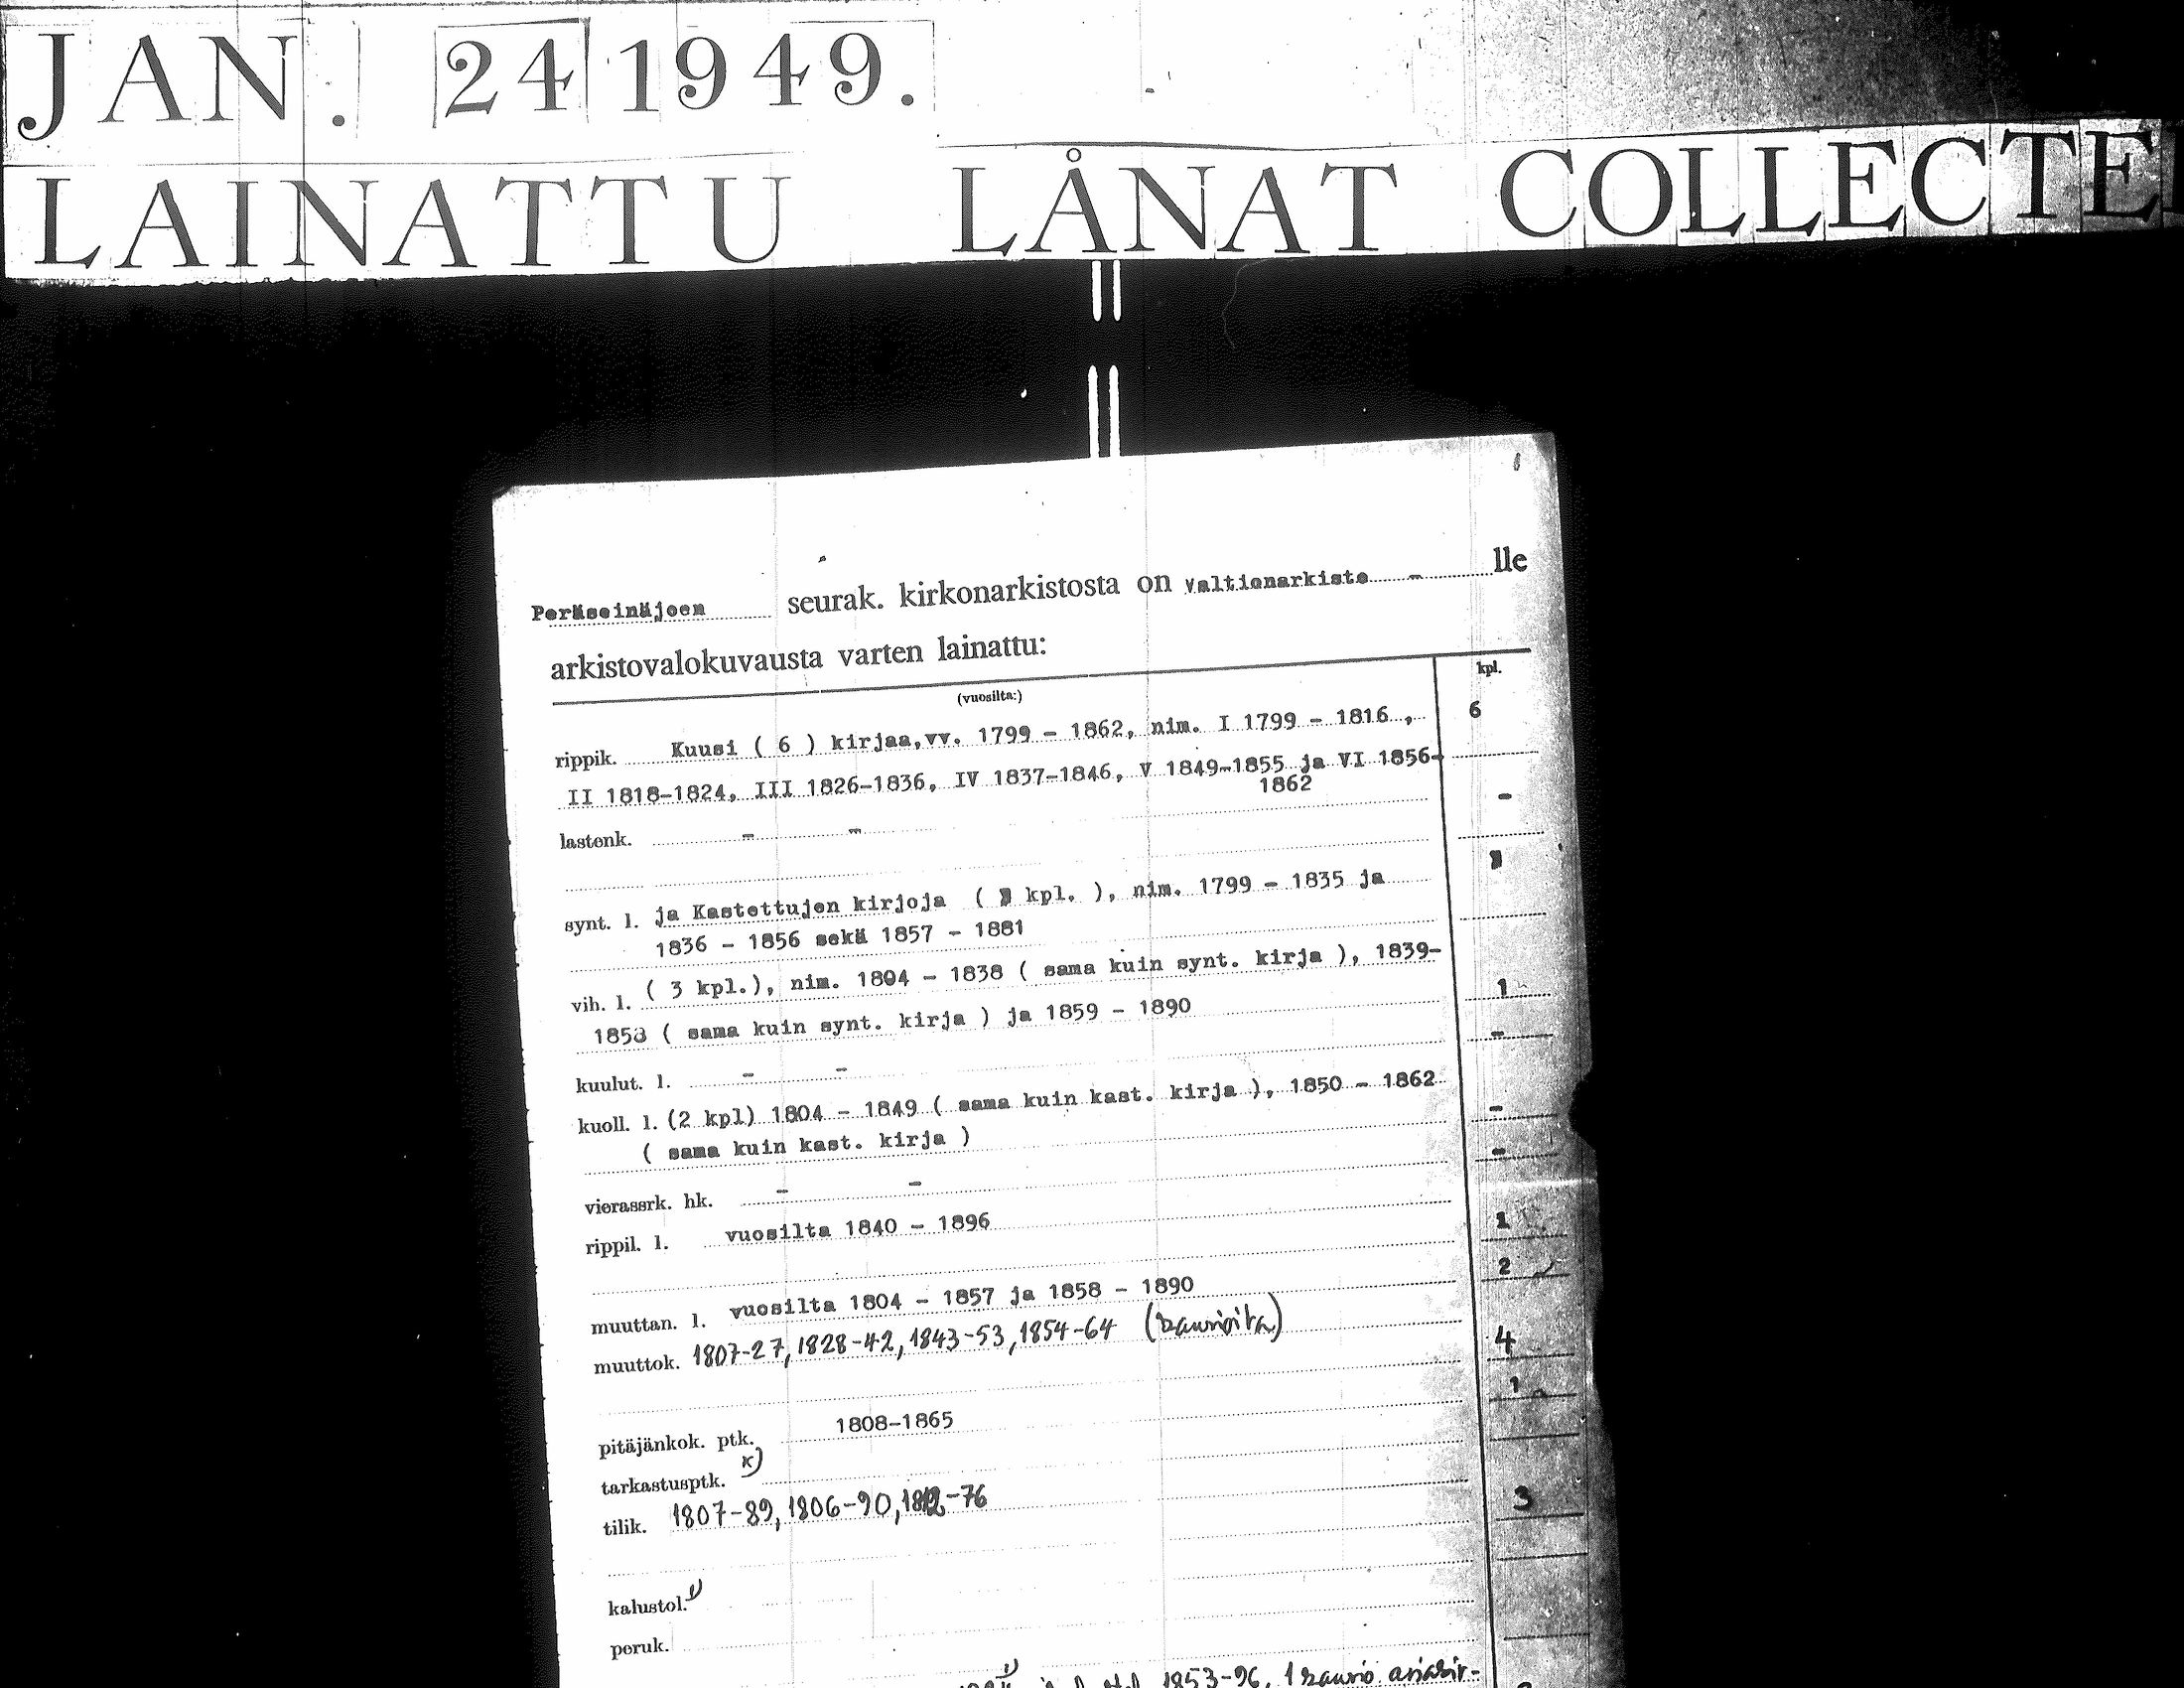 JAN. 24 1949.
LAINATTU LÅNAT COLLECTE
Peräseinäjoen seurak. kirkonarkistosta on valtionarkisto - lle
arkistovalokuvausta varten lainattu:
(vuosilta:) kpl.
rippik. Kuusi ( 6 ) kirjaa,vv. 1799 - 1862, nim. I 1799 - 1816, 6
II 1818-1824, III 1826-1836, IV 1837-1846, V 1849-1855 ja VI 1856-
1862
lastenk. - - -
synt. l. ja Kastettujen kirjoja ( kpl. ), nim. 1799 - 1835 ja
1836 - 1856 sekä 1857 - 1881
vih. l. ( 3 kpl.), nim. 1804 - 1838 ( sama kuin synt. kirja ), 1839-
1858 ( sama kuin synt. kirja ) ja 1859 - 1890 1
kuulut. l. - - -
kuoll. l. (2 kpl) 1804 - 1849 ( sama kuin kast. kirja ), 1850 - 1862
( sama kuin kast. kirja ) -
vierassrk. hk. - - -
rippil. l. vuosilta 1840 - 1896 1
muuttan. l. vuosilta 1804 - 1857 ja 1858 - 1890 2
muuttok. 1807-27, 1828-42, 1843-53, 1854-64 (4 kpl) 4
pitäjänkok. ptk. 1808-1865 1
tarkastusptk. x)
tilik. 1807-89, 1806-90, 1812-76 3
kalustol. 1)
peruk.
1853-96, 1